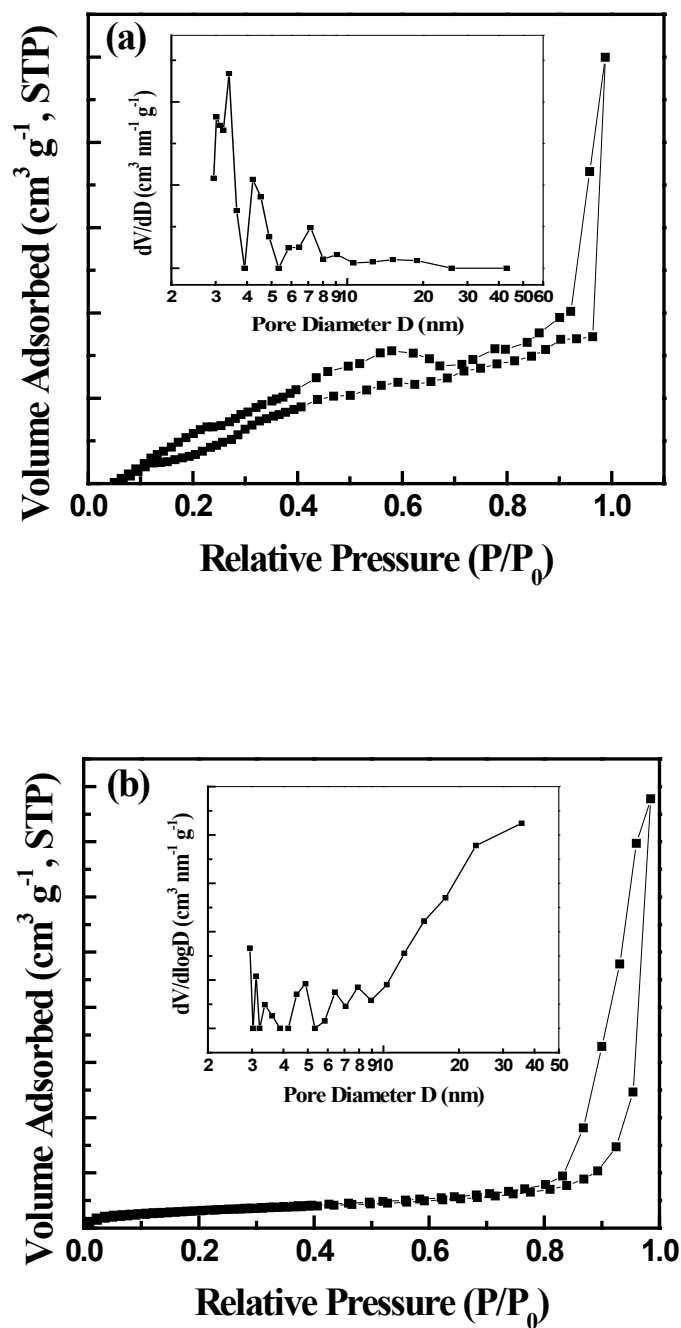 (a)
Volume Adsorbed (cm³ g⁻¹, STP)
dV/dD (cm³ nm⁻¹ g⁻¹)
2 3 4 5 6 7 8 9 10 20 30 40 50 60
Pore Diameter D (nm)
0.0 0.2 0.4 0.6 0.8 1.0
Relative Pressure (P/P₀)
(b)
Volume Adsorbed (cm³ g⁻¹, STP)
dV/dlogD (cm³ nm⁻¹ g⁻¹)
2 3 4 5 6 7 8 9 10 20 30 40 50
Pore Diameter D (nm)
0.0 0.2 0.4 0.6 0.8 1.0
Relative Pressure (P/P₀)